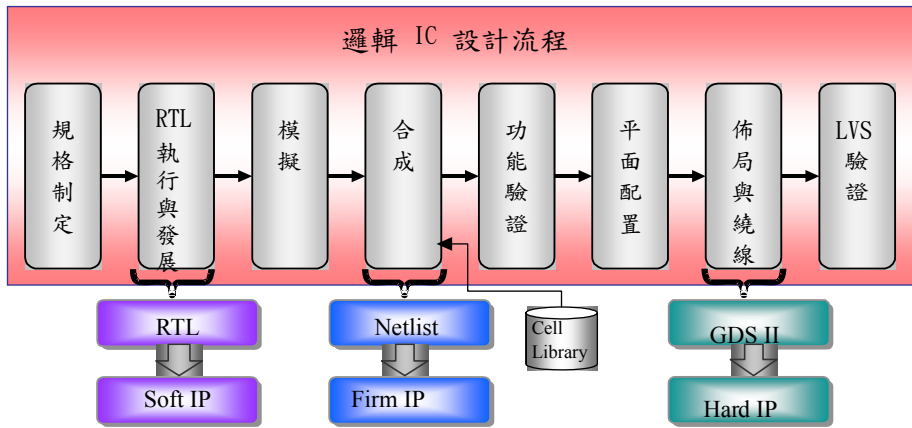 邏輯 IC 設計流程
規格制定
RTL
執行與發展
模擬
合成
功能驗證
平面配置
佈局與繞線
LVS
驗證
RTL
Netlist
Cell
Library
GDS II
Soft IP
Firm IP
Hard IP